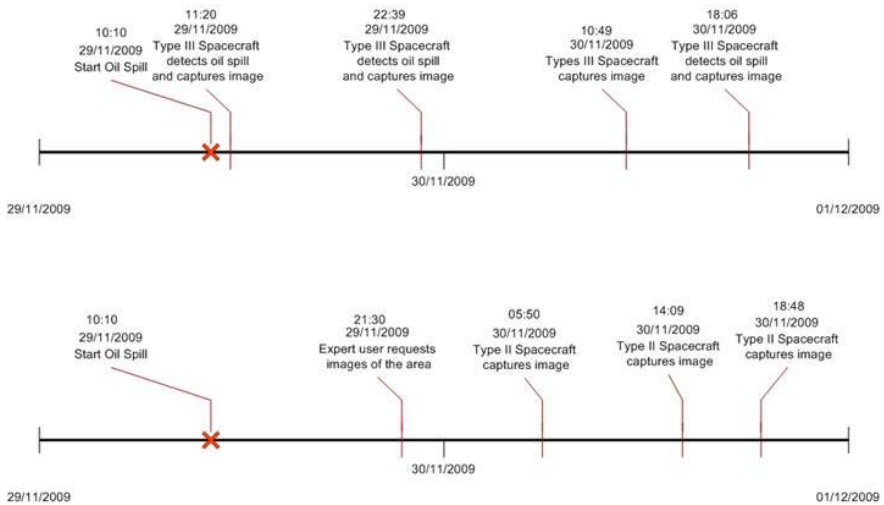 10:10
29/11/2009
Start Oil Spill
11:20
29/11/2009
Type III Spacecraft
detects oil spill
and captures image
22:39
29/11/2009
Type III Spacecraft
detects oil spill
and captures image
10:49
30/11/2009
Types III Spacecraft
captures image
18:06
30/11/2009
Type III Spacecraft
detects oil spill
and captures image
30/11/2009
29/11/2009
01/12/2009
10:10
29/11/2009
Start Oil Spill
21:30
29/11/2009
Expert user requests
images of the area
05:50
30/11/2009
Type II Spacecraft
captures image
14:09
30/11/2009
Type II Spacecraft
captures image
18:48
30/11/2009
Type II Spacecraft
captures image
30/11/2009
29/11/2009
01/12/2009